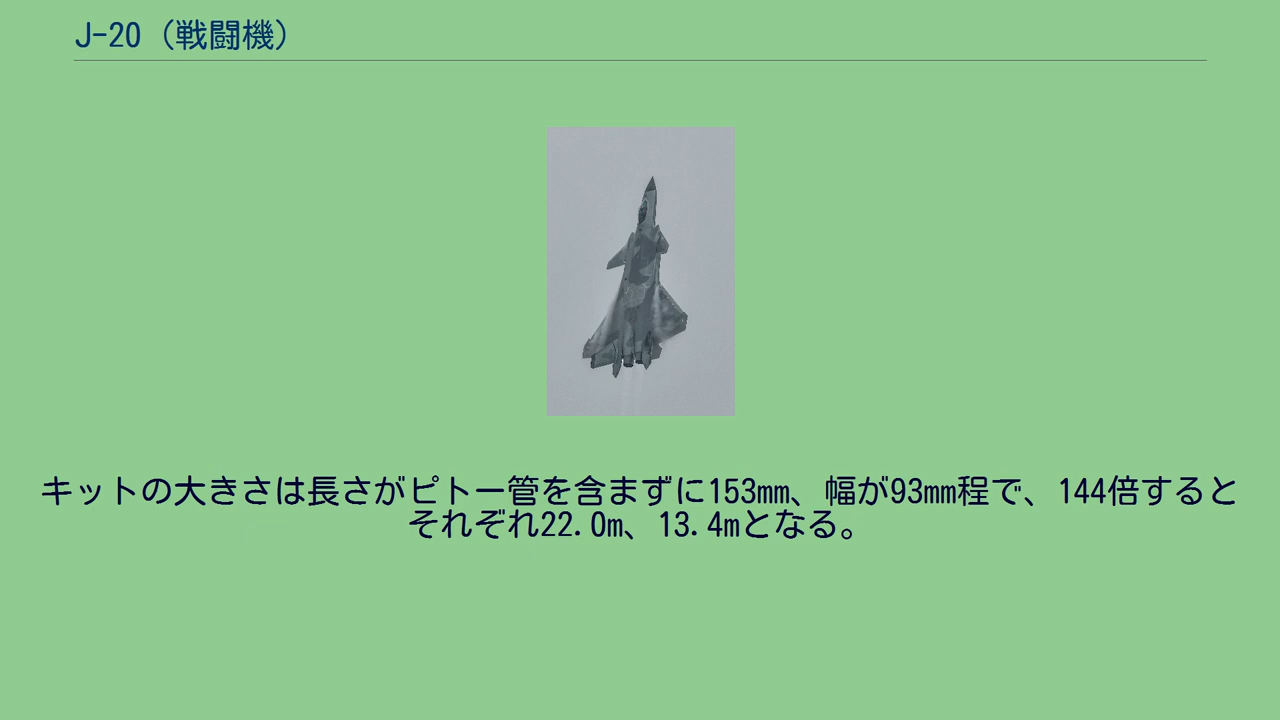 J-20（戦闘機）
キットの大きさは長さがピトー管を含まずに153mm、幅が93mm程で、144倍すると
それぞれ22.0m、13.4mとなる。